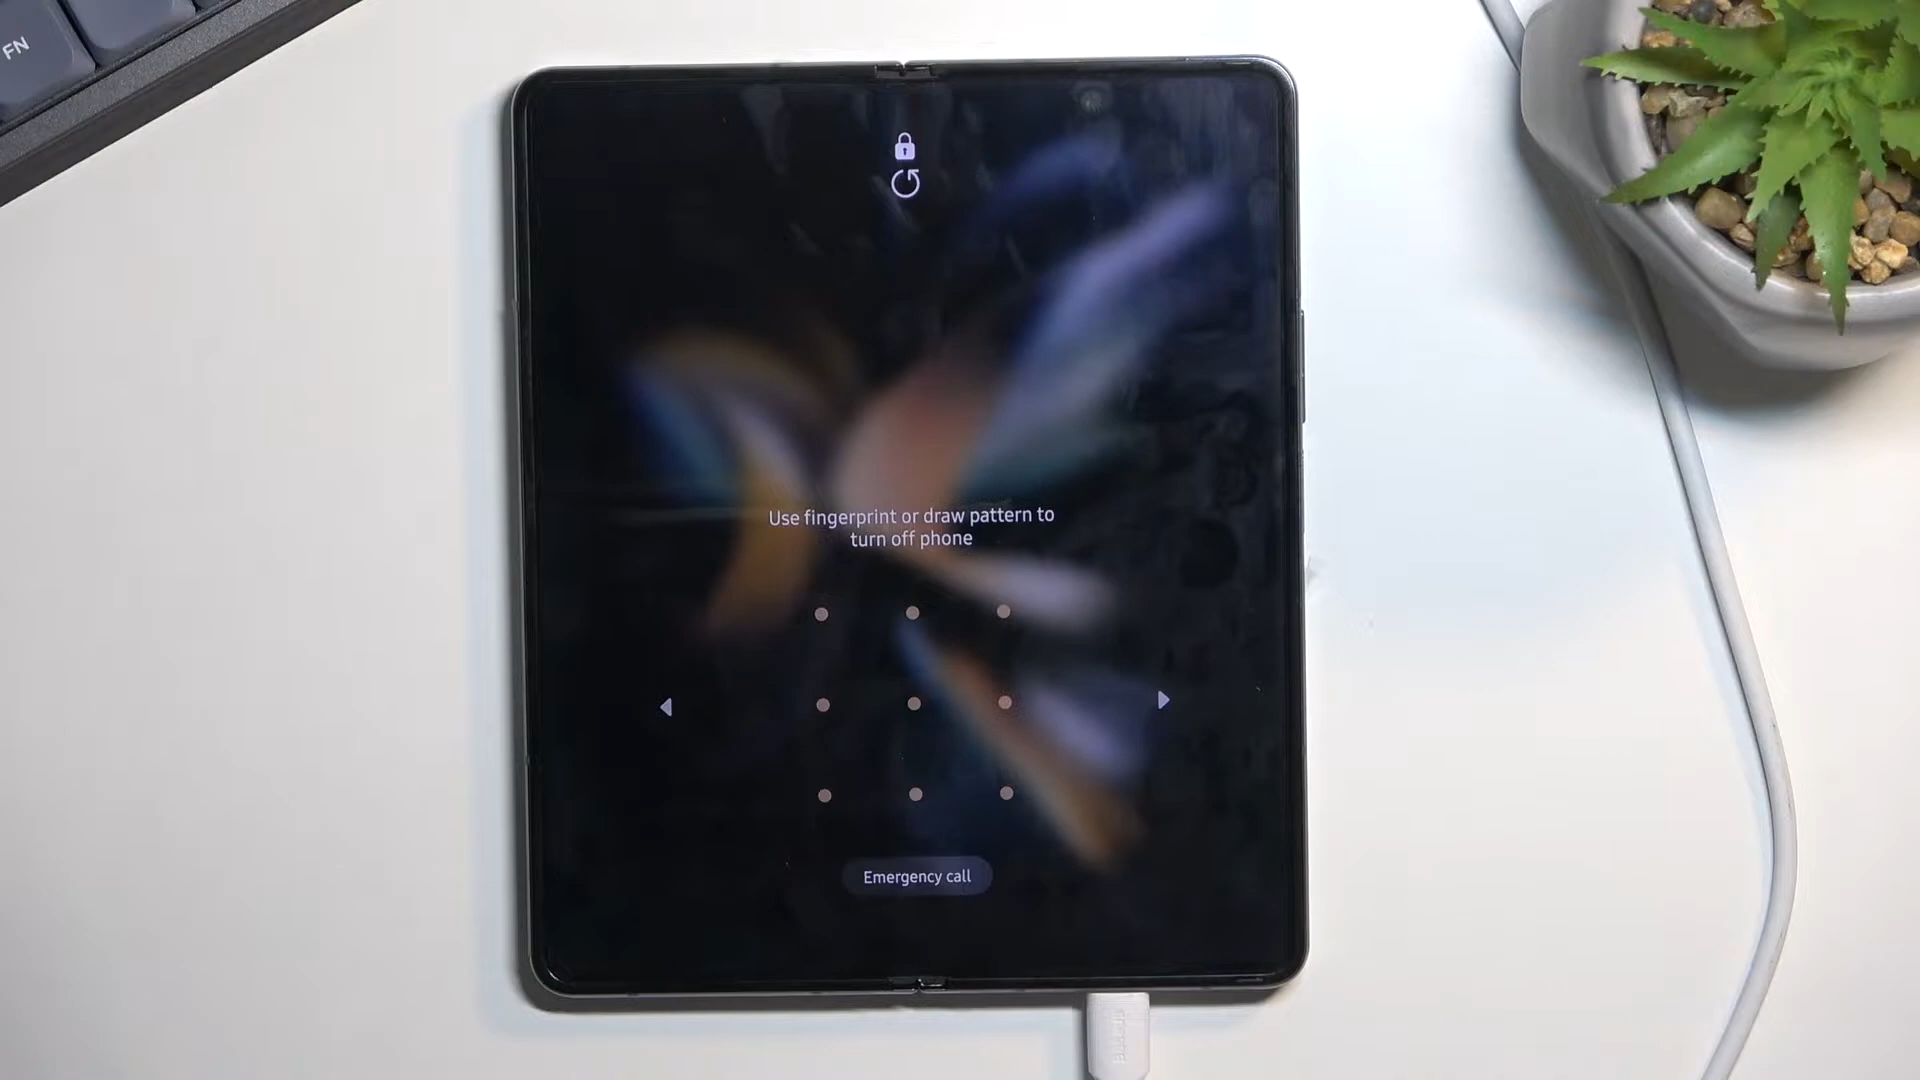 FN
Use fingerprint or draw pattern to
turn off phone
Emergency call